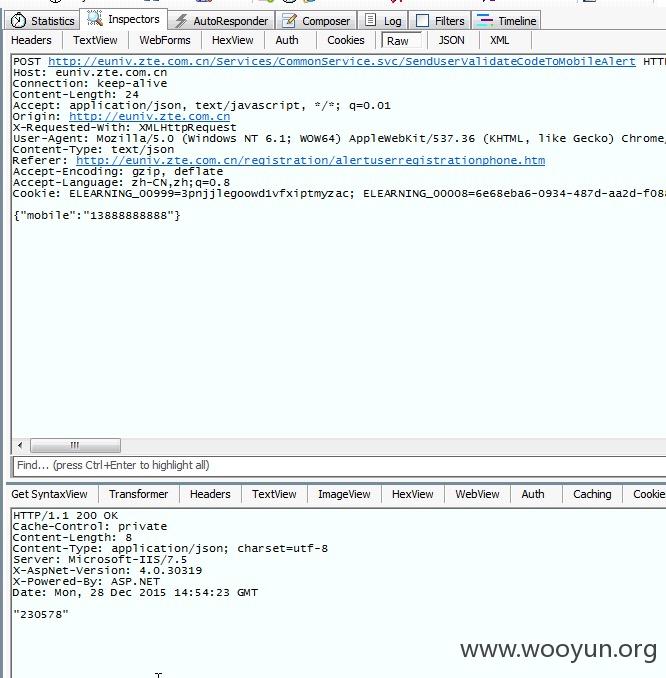 Statistics Inspectors AutoResponder Composer Log Filters Timeline
Headers TextView WebForms HexView Auth Cookies Raw JSON XML
POST http://euniv.zte.com.cn/Services/CommonService.svc/SendUserValidateCodeToMobileAlert HTT
Host: euniv.zte.com.cn
Connection: keep-alive
Content-Length: 24
Accept: application/json, text/javascript, */*; q=0.01
Origin: http://euniv.zte.com.cn
X-Requested-With: XMLHttpRequest
User-Agent: Mozilla/5.0 (Windows NT 6.1; WOW64) AppleWebKit/537.36 (KHTML, like Gecko) Chrome/
Content-Type: text/json
Referer: http://euniv.zte.com.cn/registration/alertuserregistrationphone.htm
Accept-Encoding: gzip, deflate
Accept-Language: zh-CN,zh;q=0.8
Cookie: ELEARNING_00999=3pnjjlegoowd1vfxiptmyzac; ELEARNING_00008=6e68eba6-0934-487d-aa2d-f088
{"mobile":"13888888888"}
Find... (press Ctrl+Enter to highlight all)
Get SyntaxView Transformer Headers TextView ImageView HexView WebView Auth Caching Cookie
HTTP/1.1 200 OK
Cache-Control: private
Content-Length: 8
Content-Type: application/json; charset=utf-8
Server: Microsoft-IIS/7.5
X-AspNet-Version: 4.0.30319
X-Powered-By: ASP.NET
Date: Mon, 28 Dec 2015 14:54:23 GMT
"230578"
www.wooyun.org